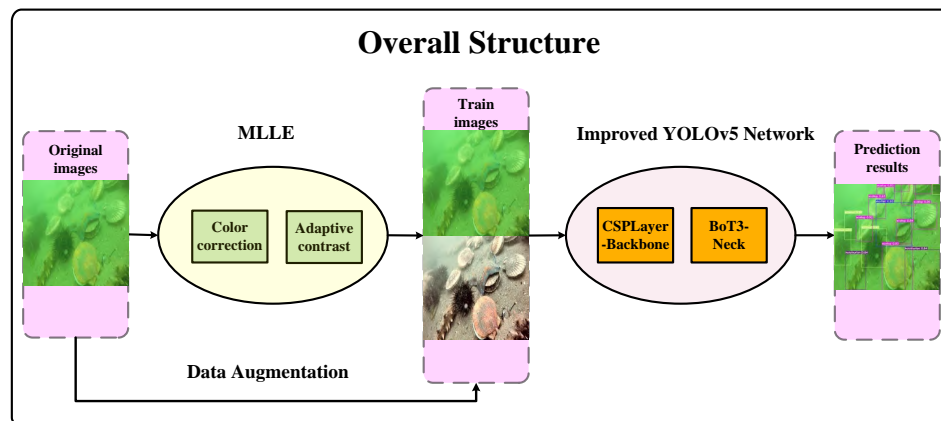 Overall Structure
Original
images
MLLE
Color
correction
Adaptive
contrast
Train
images
Improved YOLOv5 Network
CSPLayer
-Backbone
BoT3-
Neck
Prediction
results
Data Augmentation